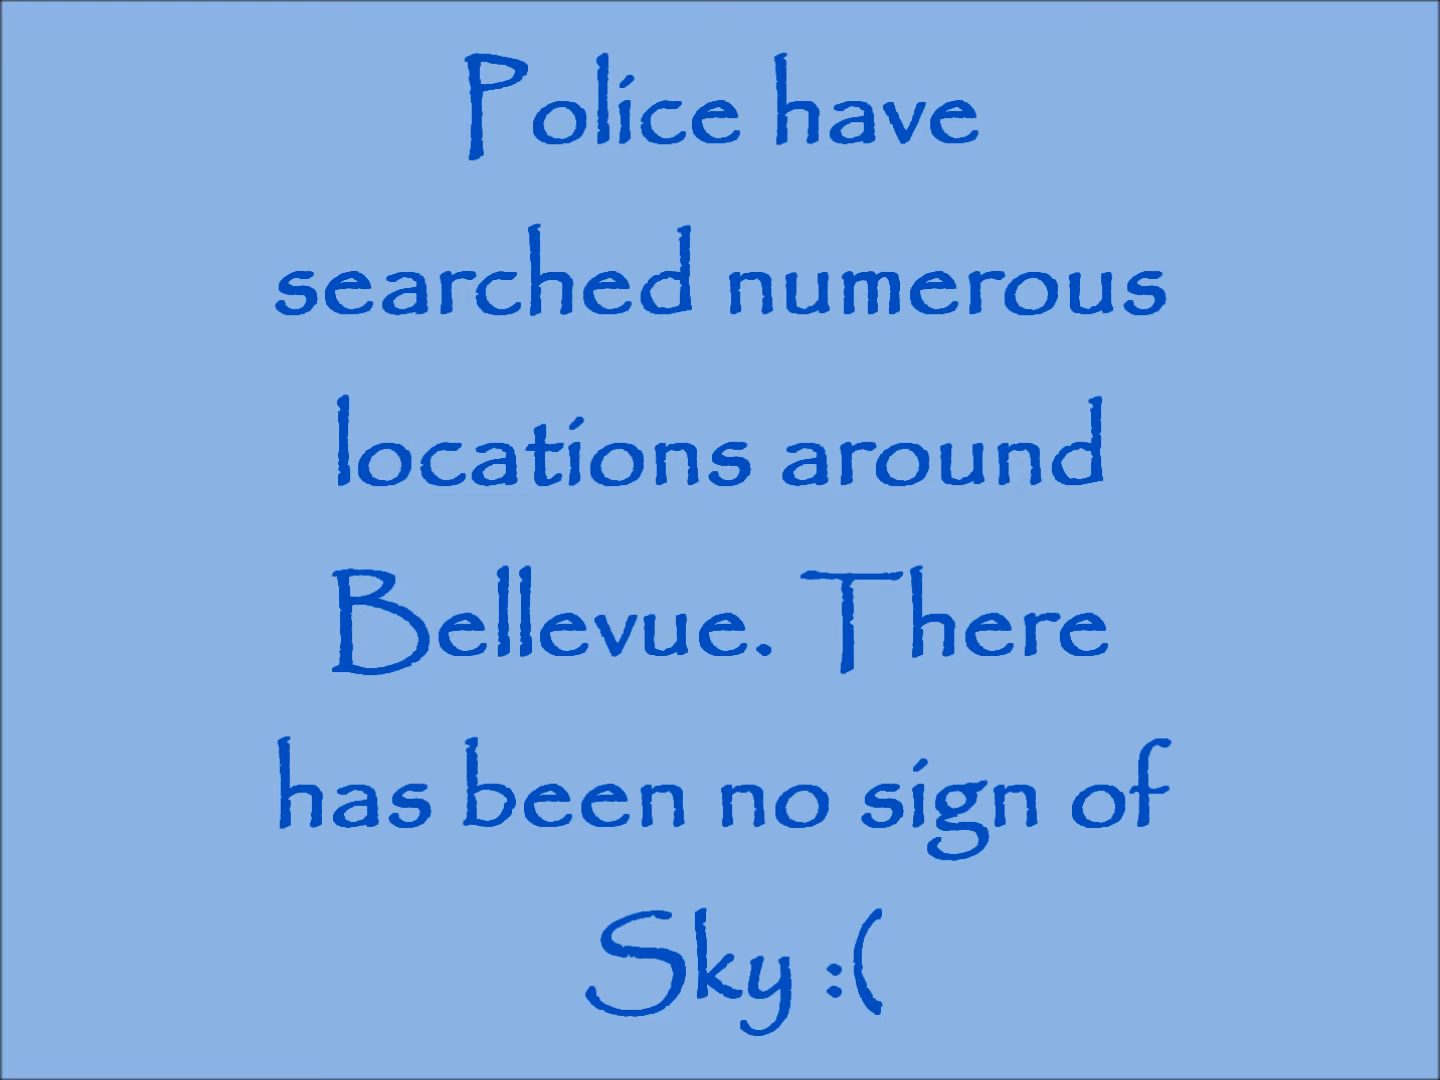 Police have
searched numerous
locations around
Bellevue. There
has been no sign of
Sky :(